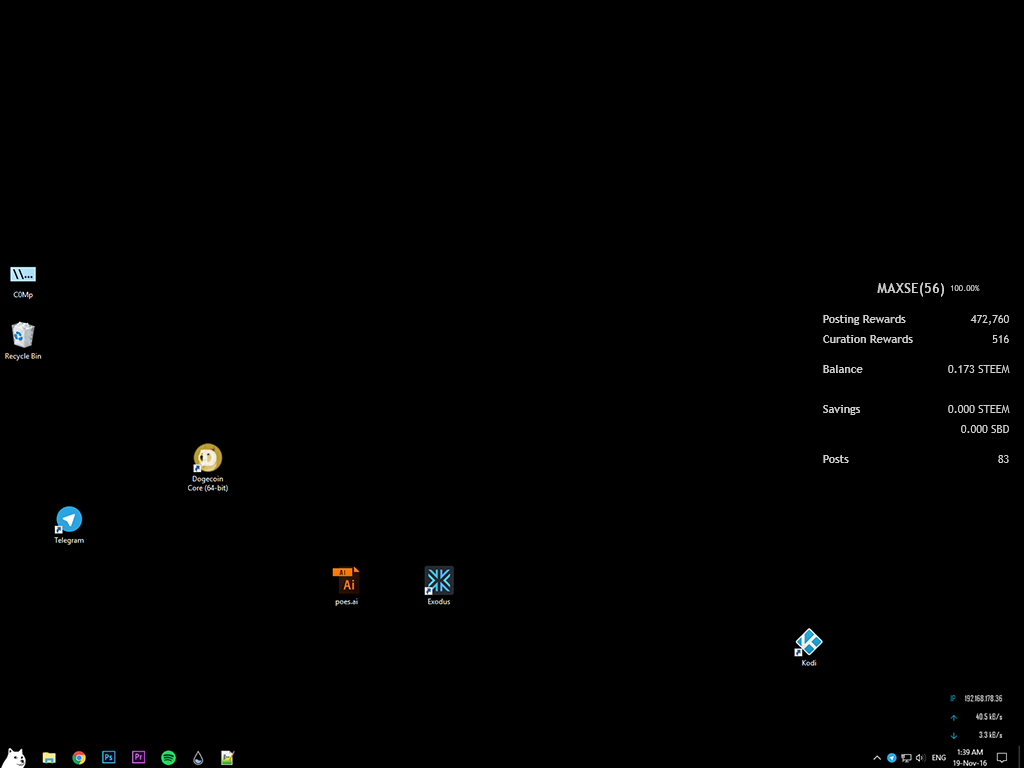 \\...
C0Mp
Recycle Bin
MAXSE(56) 100.00%
Posting Rewards 472,760
Curation Rewards 516
Balance 0.173 STEEM
Savings 0.000 STEEM
0.000 SBD
Posts 83
Dogecoin
Core (64-bit)
Telegram
AI
Ai
poes.ai
Exodus
Kodi
IP 192.168.178.36
40.5 kB/s
3.3 kB/s
Ps Pr
ENG
1:39 AM
19-Nov-16